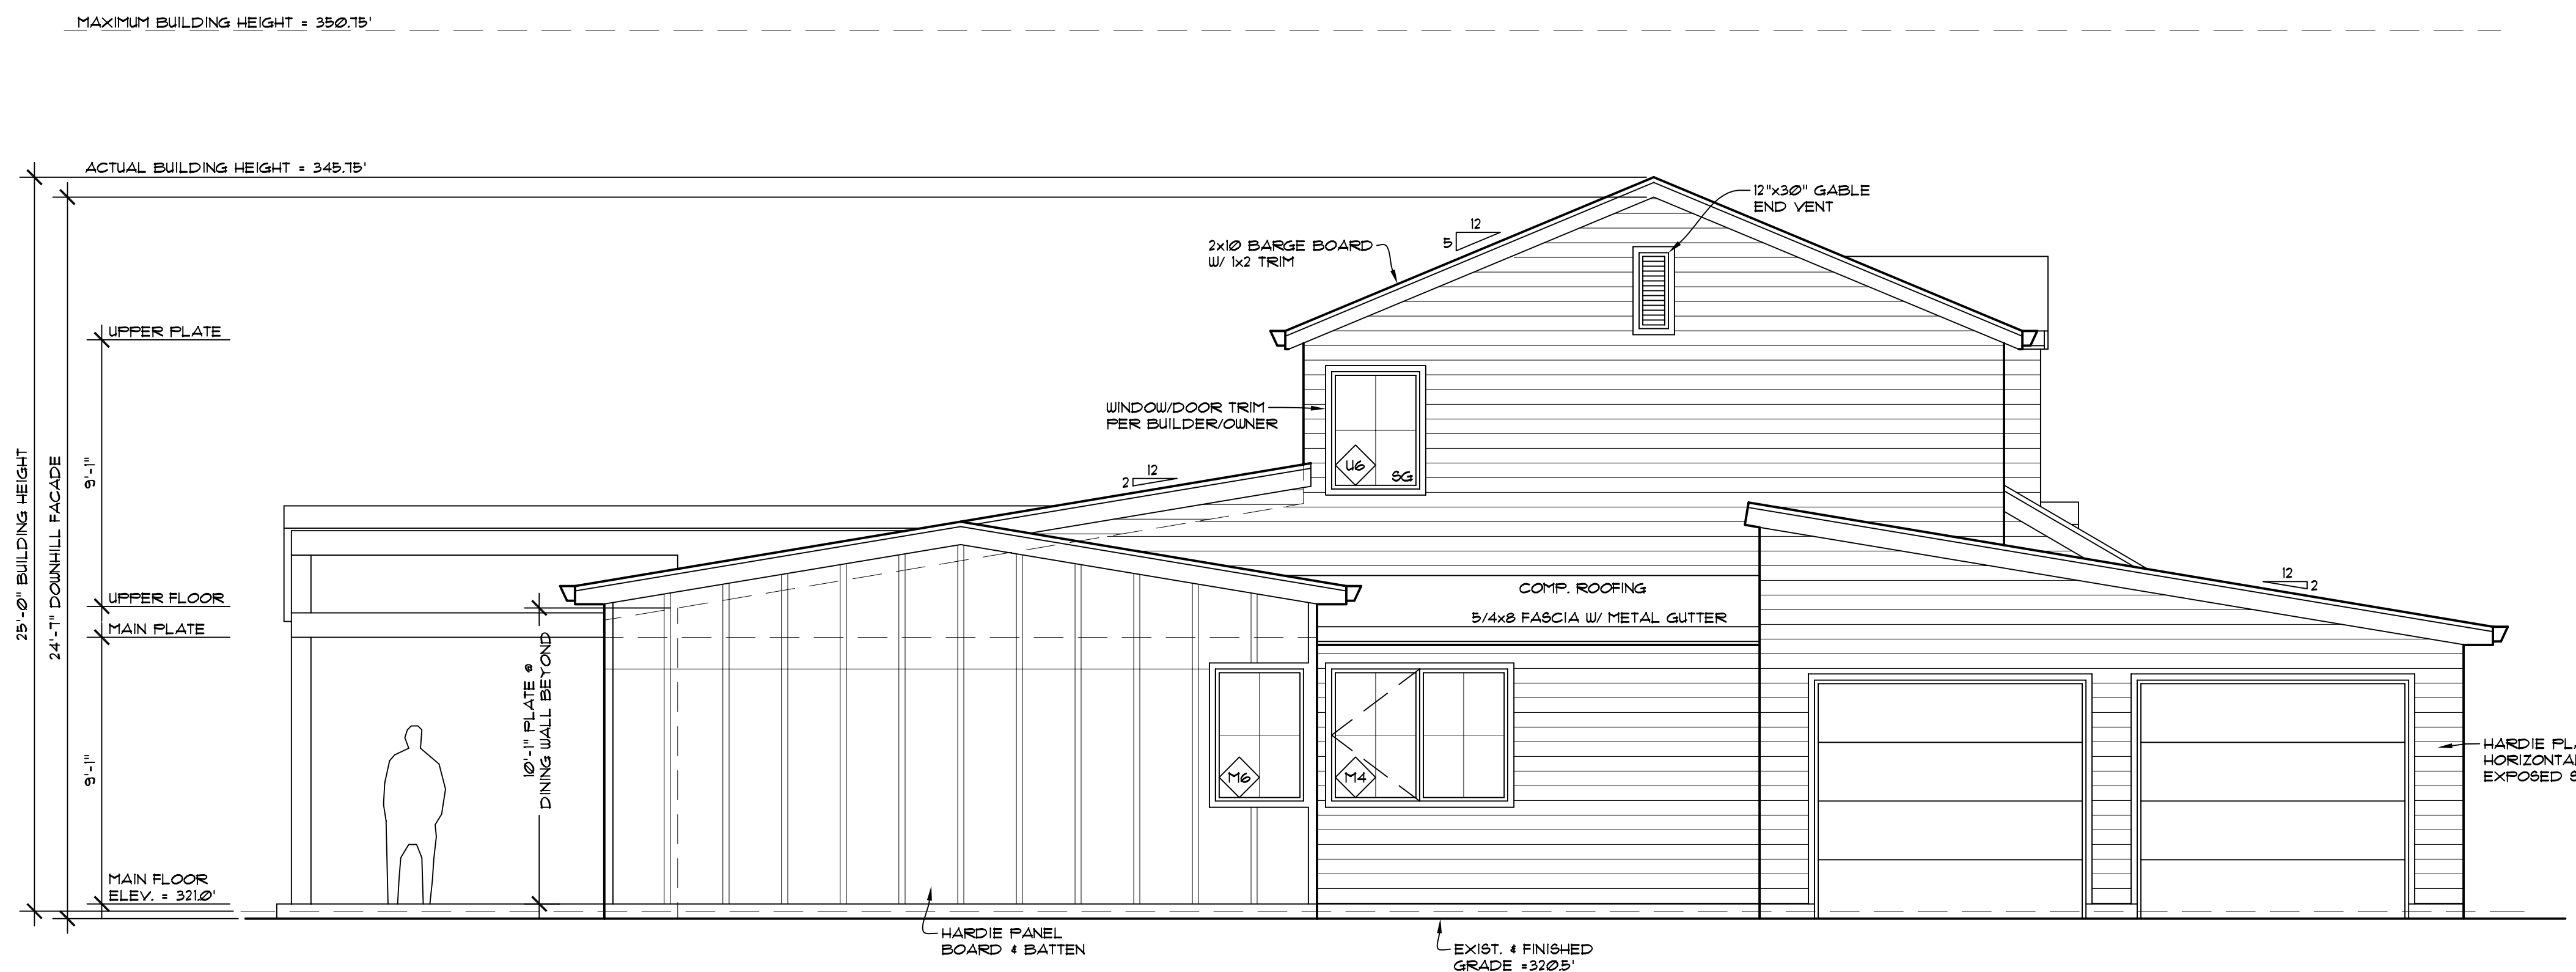 MAXIMUM BUILDING HEIGHT = 350.75'
ACTUAL BUILDING HEIGHT = 345.75'
12"x30" GABLE
END VENT
12
5
2x10 BARGE BOARD
W/ 1x2 TRIM
UPPER PLATE
WINDOW/DOOR TRIM
PER BUILDER/OWNER
25'-0" BUILDING HEIGHT
24'-7" DOWNHILL FACADE
9'-1"
U6
SG
12
2
12
2
UPPER FLOOR
MAIN PLATE
COMP. ROOFING
5/4x8 FASCIA W/ METAL GUTTER
10'-1" PLATE @
DINING WALL BEYOND
9'-1"
M6
M4
HARDIE
HORIZONTA
EXPOSED
MAIN FLOOR
ELEV. = 321.0'
HARDIE PANEL
BOARD & BATTEN
EXIST. & FINISHED
GRADE =320.5'